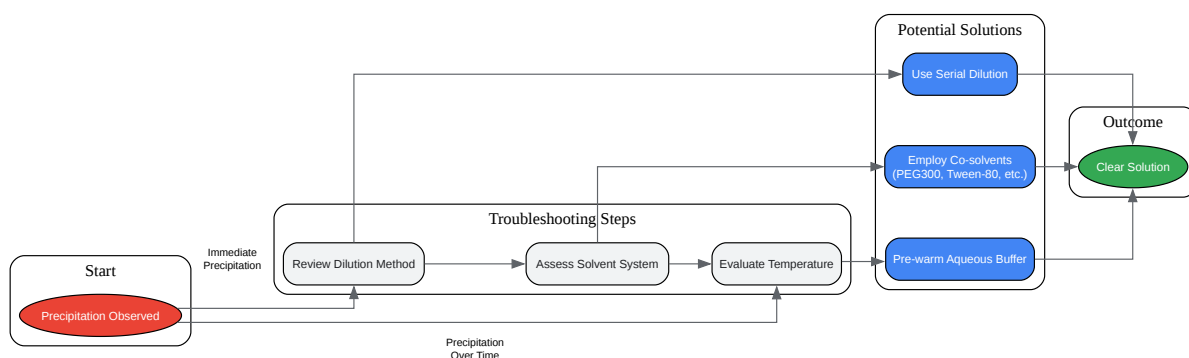 Potential Solutions
Use Serial Dilution
Outcome
Employ Co-solvents
(PEG300, Tween-80, etc.)
Clear Solution
Troubleshooting Steps
Immediate
Precipitation
Start
Review Dilution Method
Assess Solvent System
Evaluate Temperature
Pre-warm Aqueous Buffer
Precipitation Observed
Precipitation
Over Time